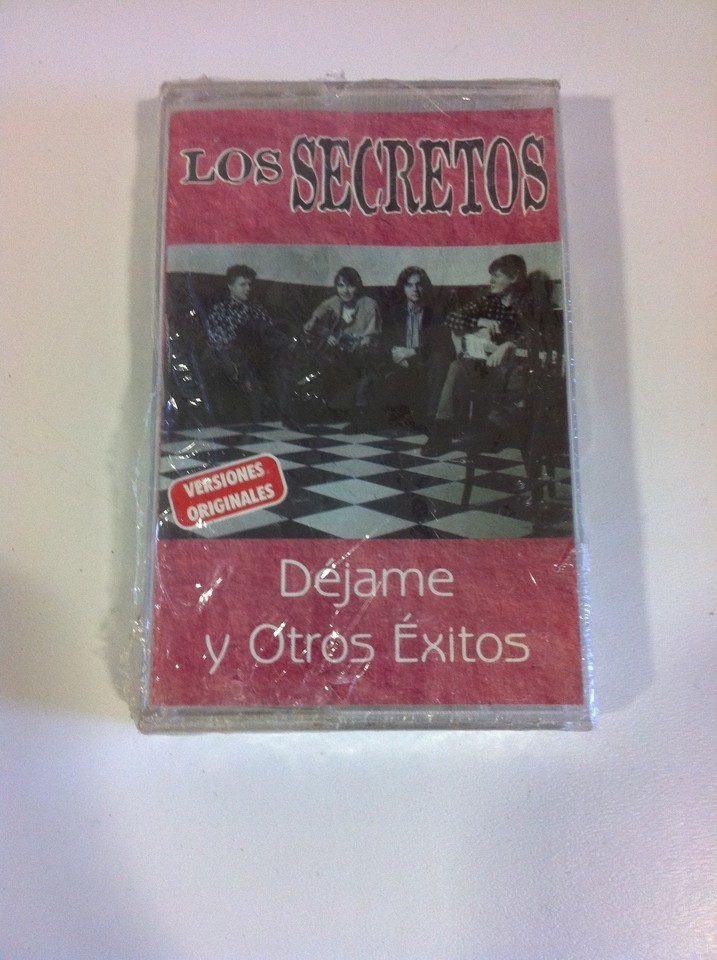 LOS SECRETOS
VERSIONES
ORIGINALES
Déjame
y Otros Éxitos